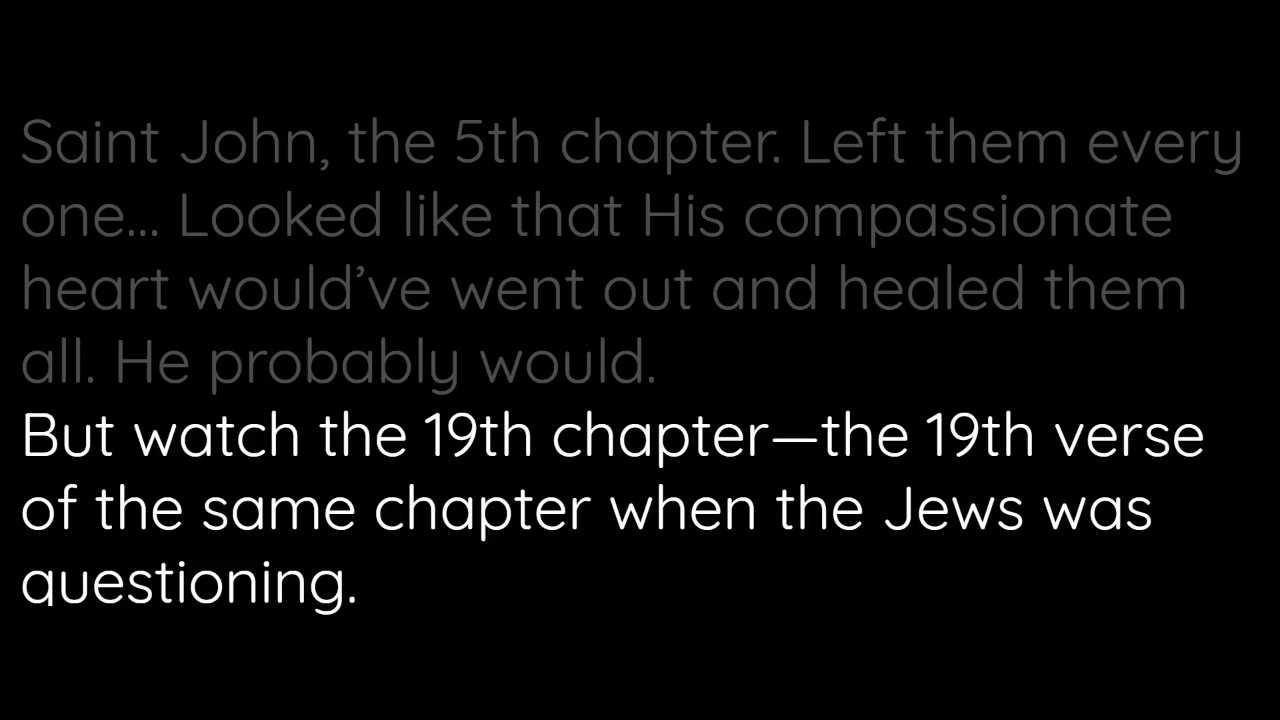 Saint John, the 5th chapter. Left them every
one... Looked like that His compassionate
heart would’ve went out and healed them
all. He probably would.
But watch the 19th chapter—the 19th verse
of the same chapter when the Jews was
questioning.